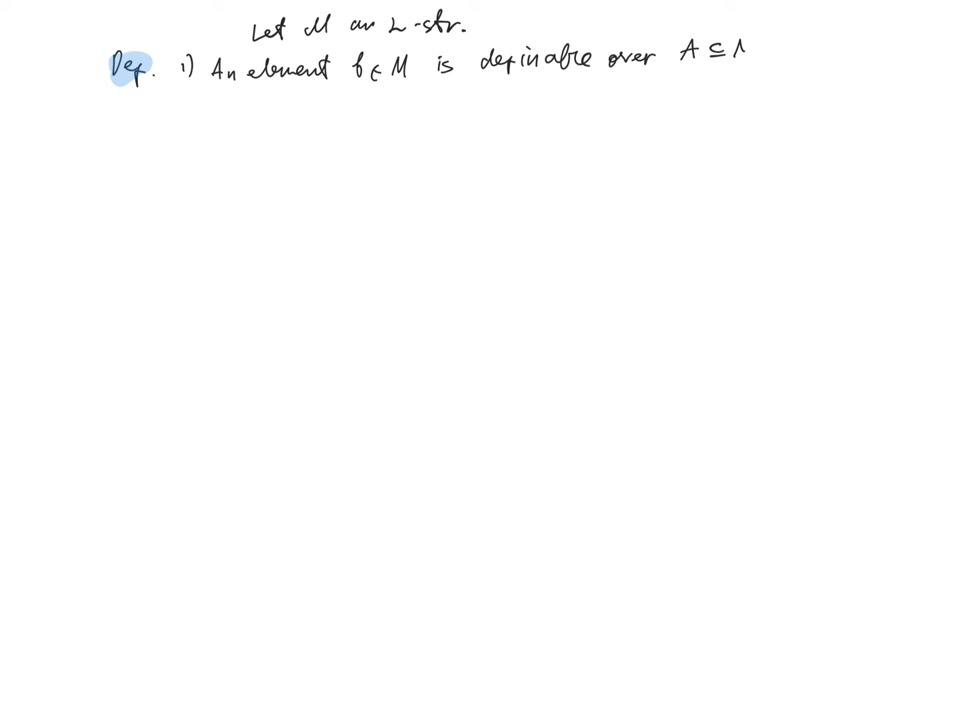 Let M an L-str.
Def. 1) An element b ∈ M is definable over A ⊆